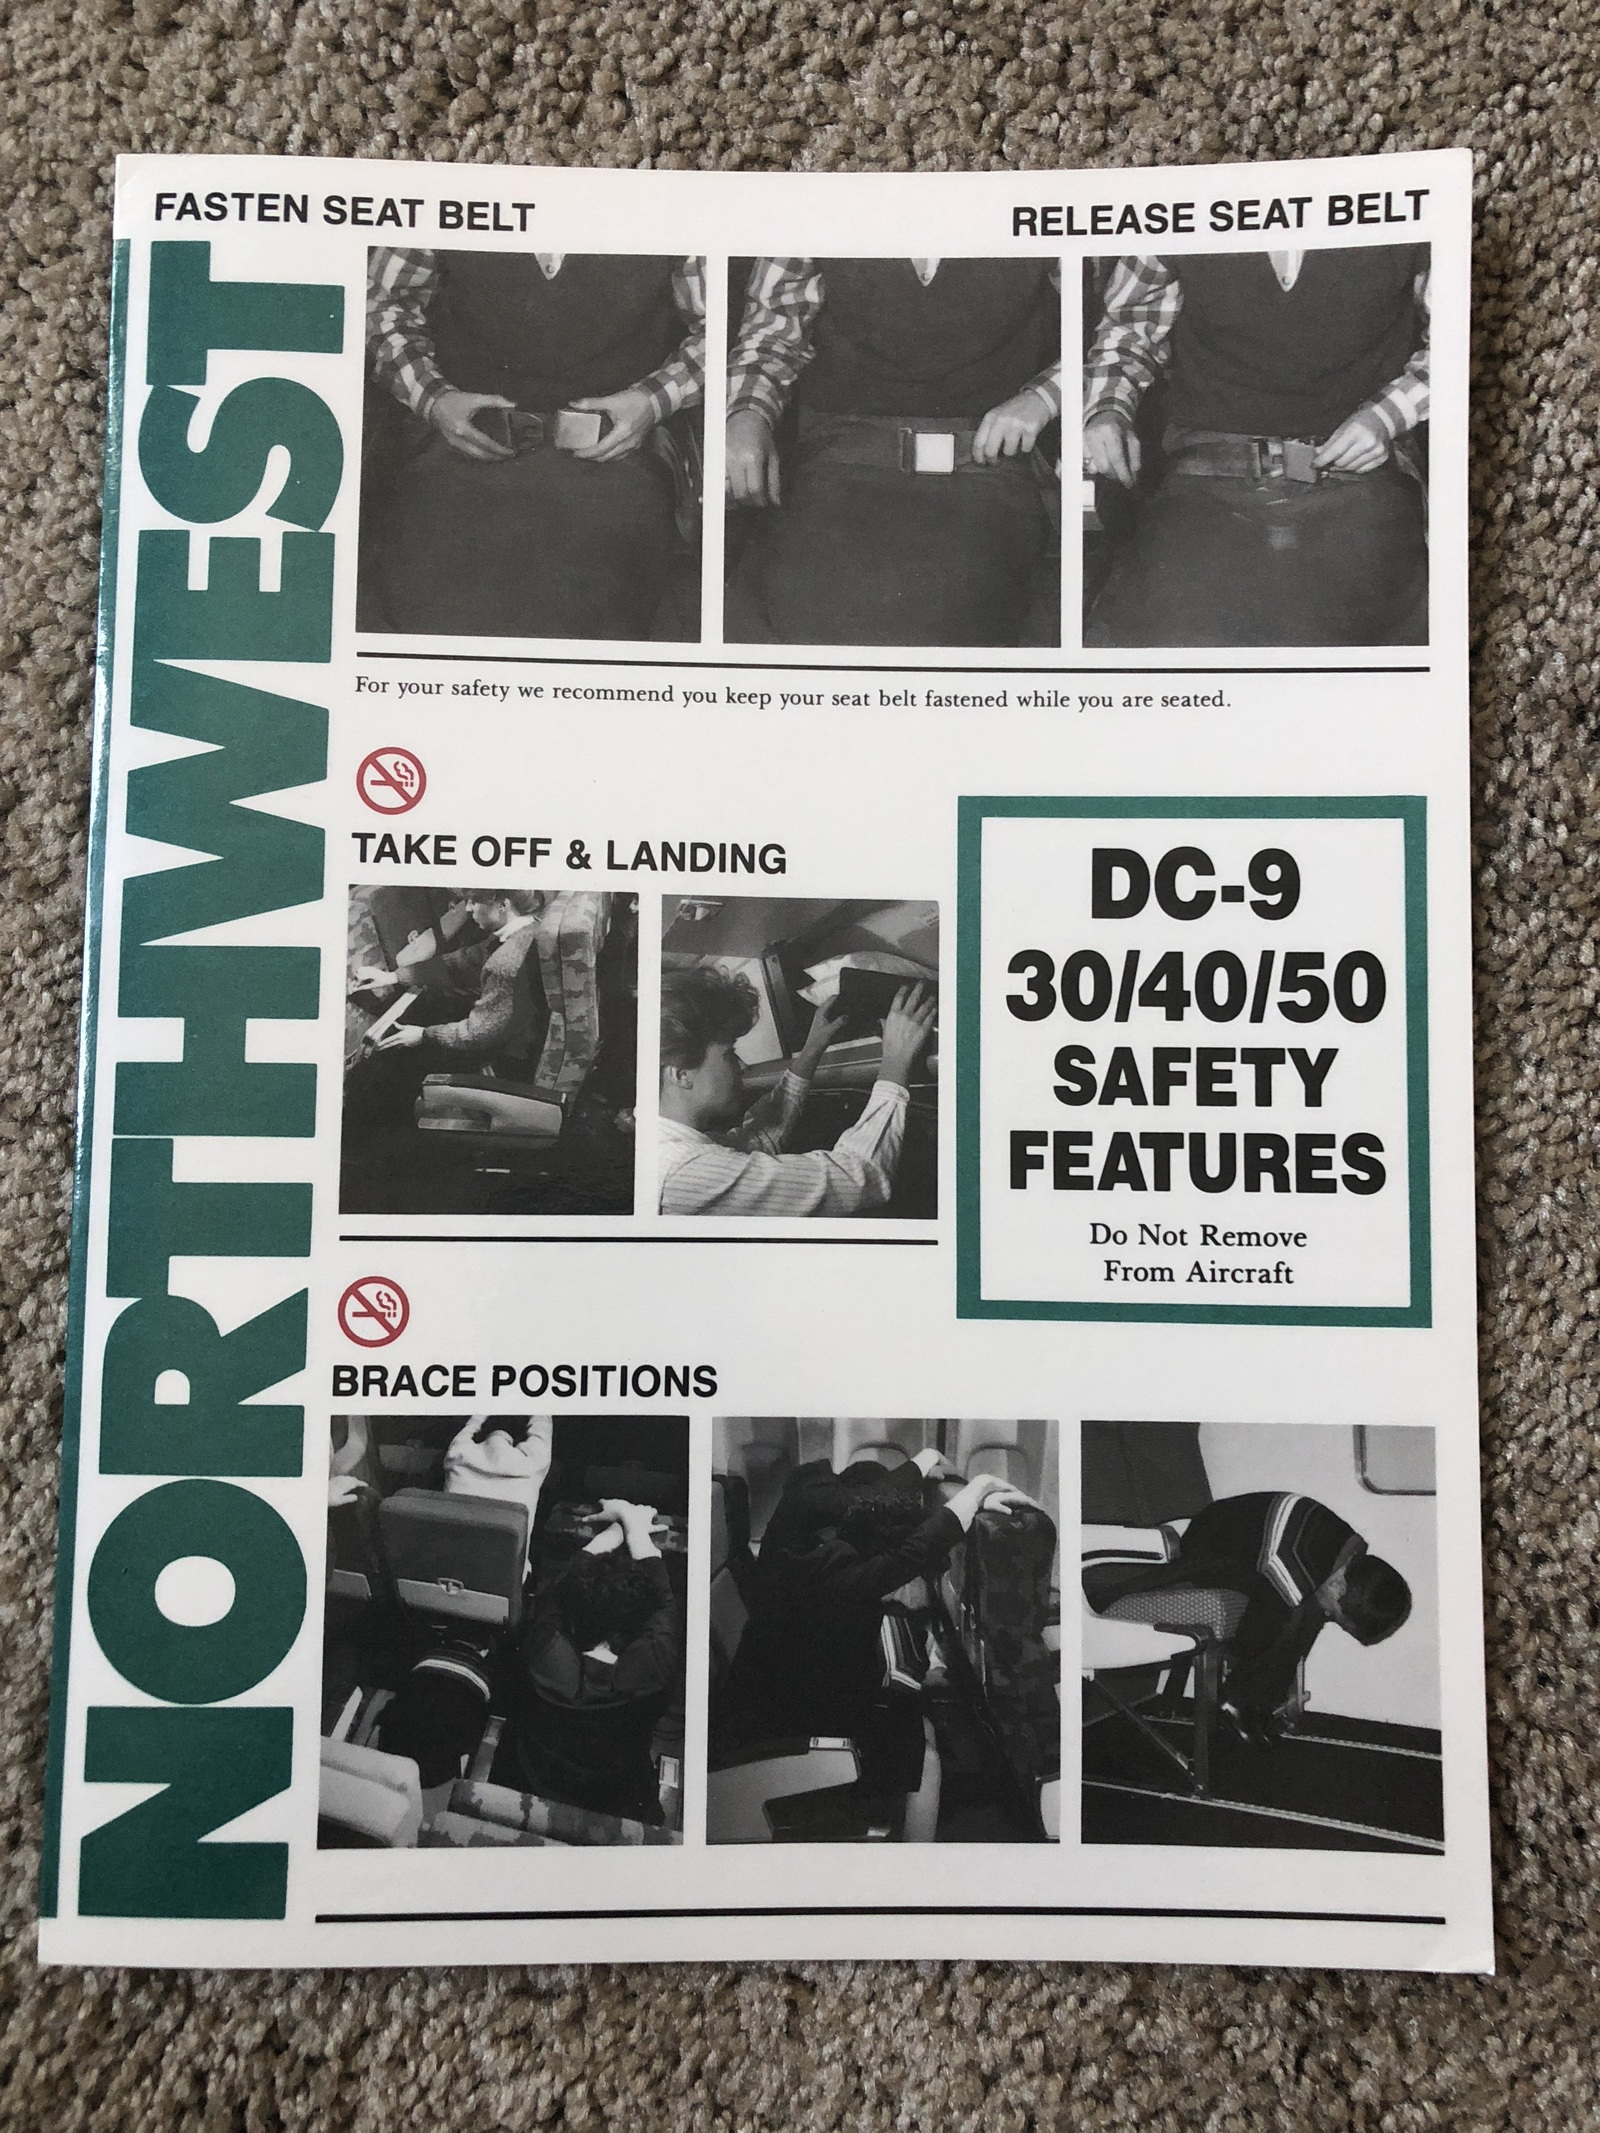 FASTEN SEAT BELT
RELEASE SEAT BELT
NORTHWEST
For your safety we recommend you keep your seat belt fastened while you are seated.
TAKE OFF & LANDING
DC-9
30/40/50
SAFETY
FEATURES
Do Not Remove
From Aircraft
BRACE POSITIONS